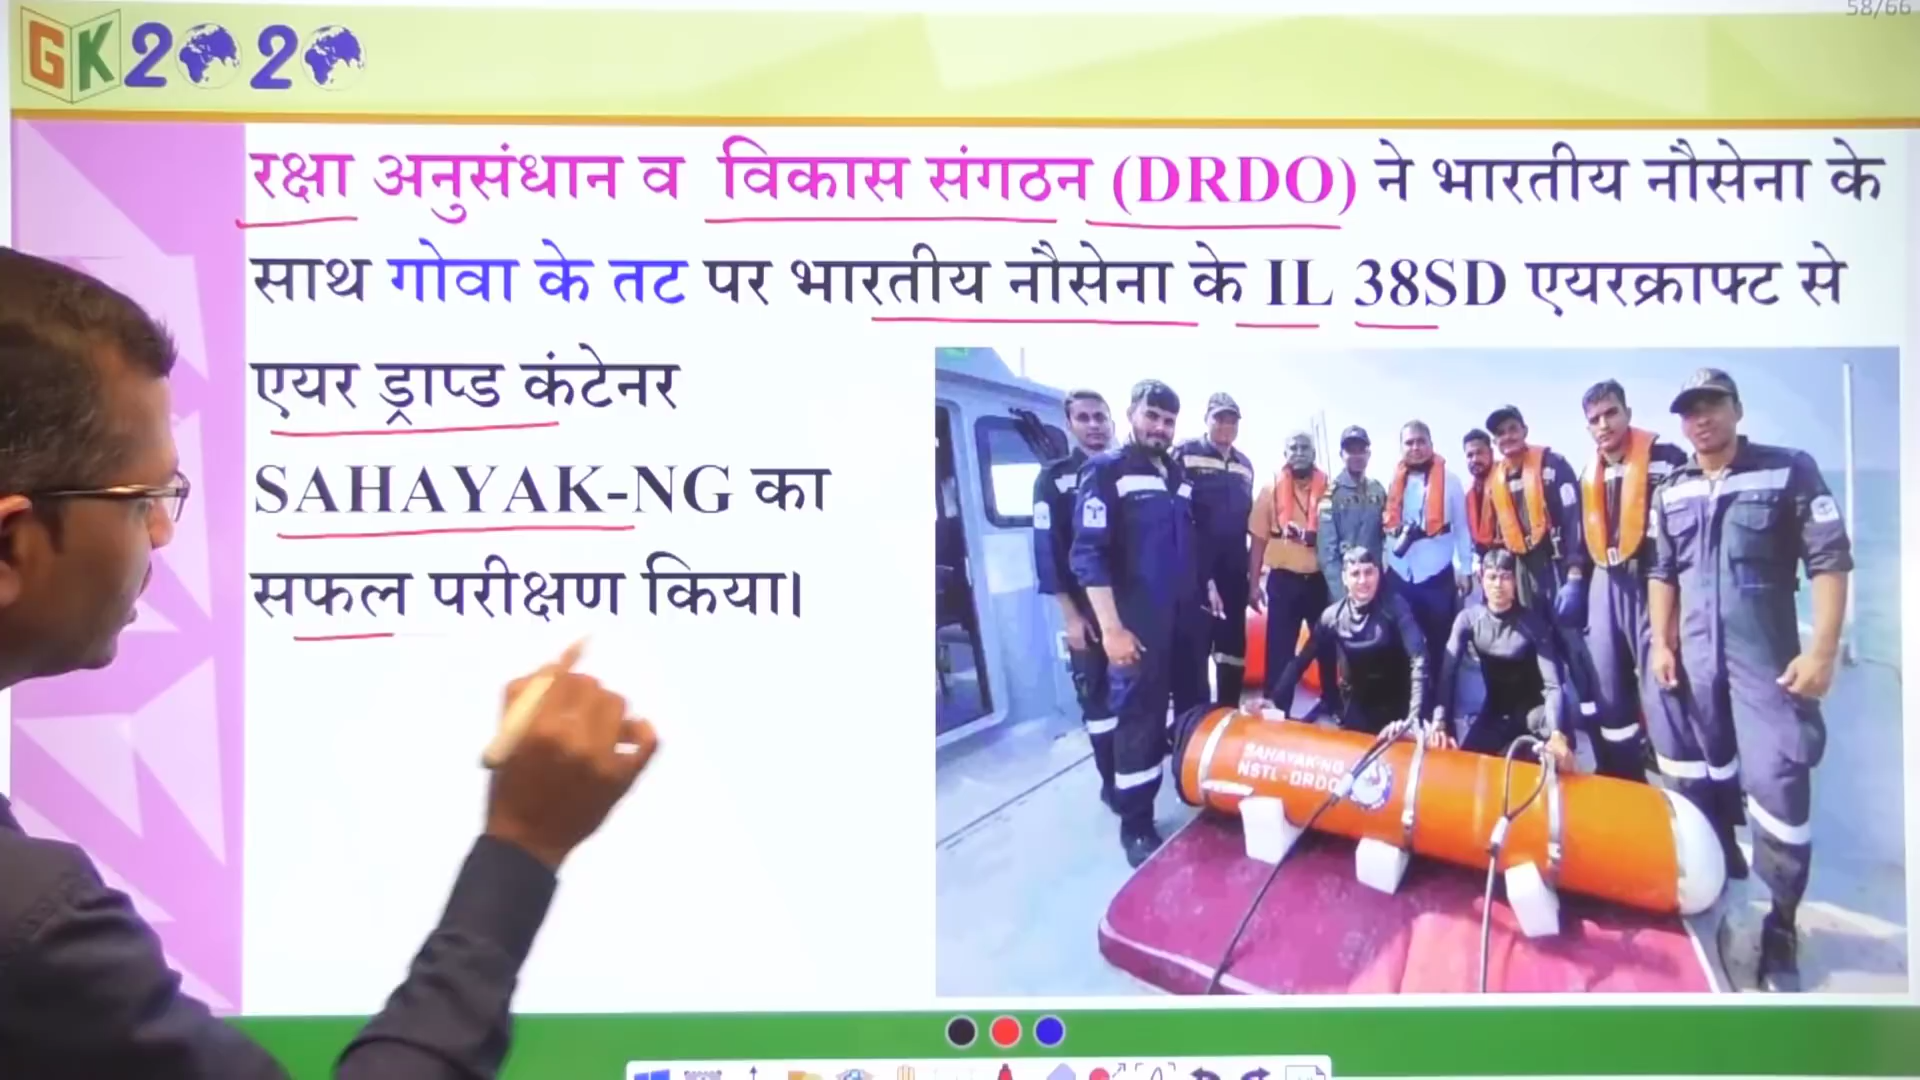 58/66
GK2020
रक्षा अनुसंधान व विकास संगठन (DRDO) ने भारतीय नौसेना के
साथ गोवा के तट पर भारतीय नौसेना के IL 38SD एयरक्राफ्ट से
एयर ड्राप्ड कंटेनर
SAHAYAK-NG का
सफल परीक्षण किया।
SAHAYAK-NG
NSTL-DRDO